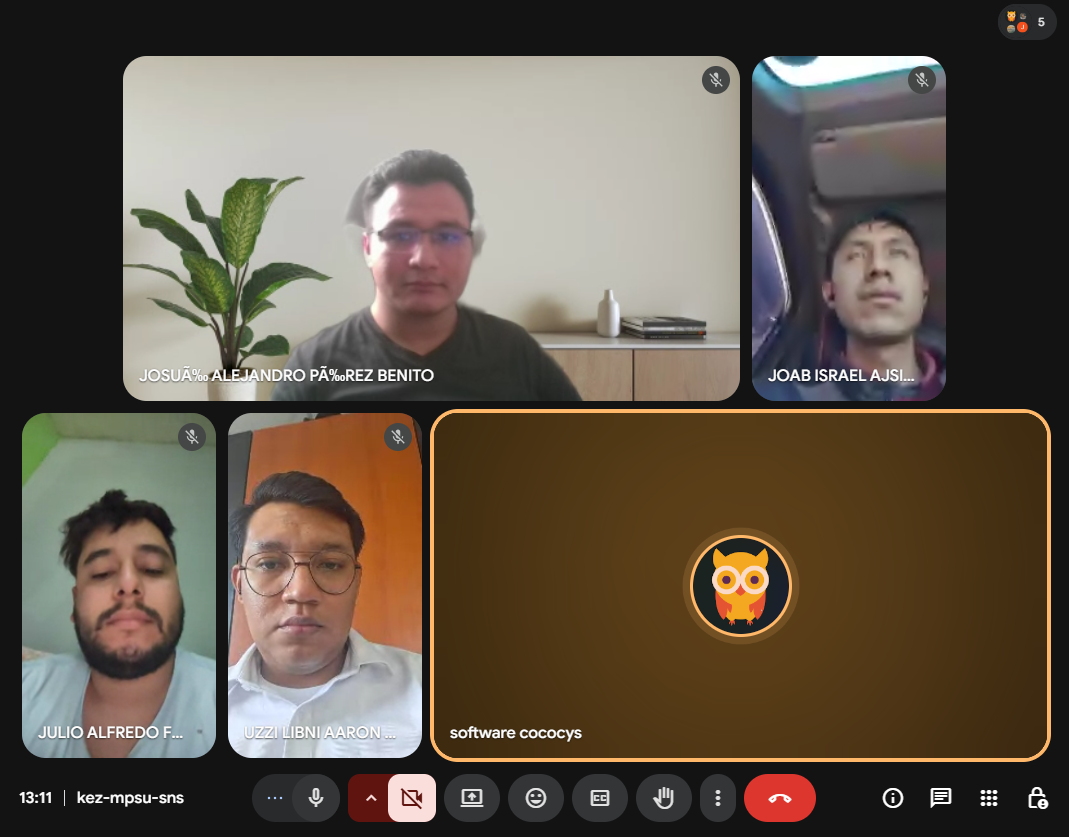 5
JOSUÃ‰ ALEJANDRO PÃ‰REZ BENITO
JOAB ISRAEL AJSI...
JULIO ALFREDO F...
UZZI LIBNI AARON ...
software cococys
13:11 | kez-mpsu-sns